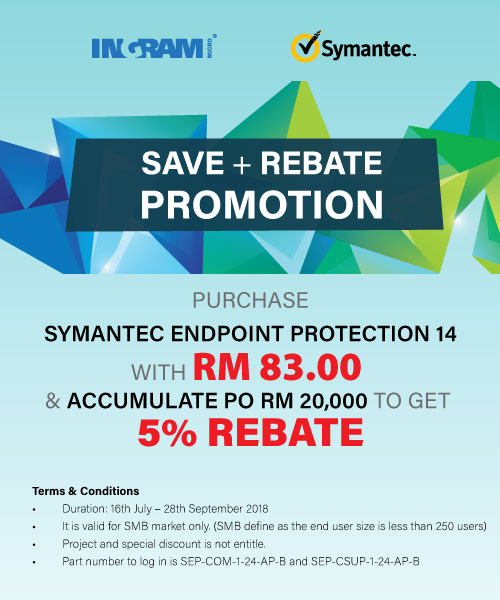 INGRAM MICRO ®
Symantec™
SAVE + REBATE
PROMOTION
PURCHASE
SYMANTEC ENDPOINT PROTECTION 14
WITH RM 83.00
& ACCUMULATE PO RM 20,000 TO GET
5% REBATE
Terms & Conditions
• Duration: 16th July – 28th September 2018
• It is valid for SMB market only. (SMB define as the end user size is less than 250 users)
• Project and special discount is not entitle.
• Part number to log in is SEP-COM-1-24-AP-B and SEP-CSUP-1-24-AP-B